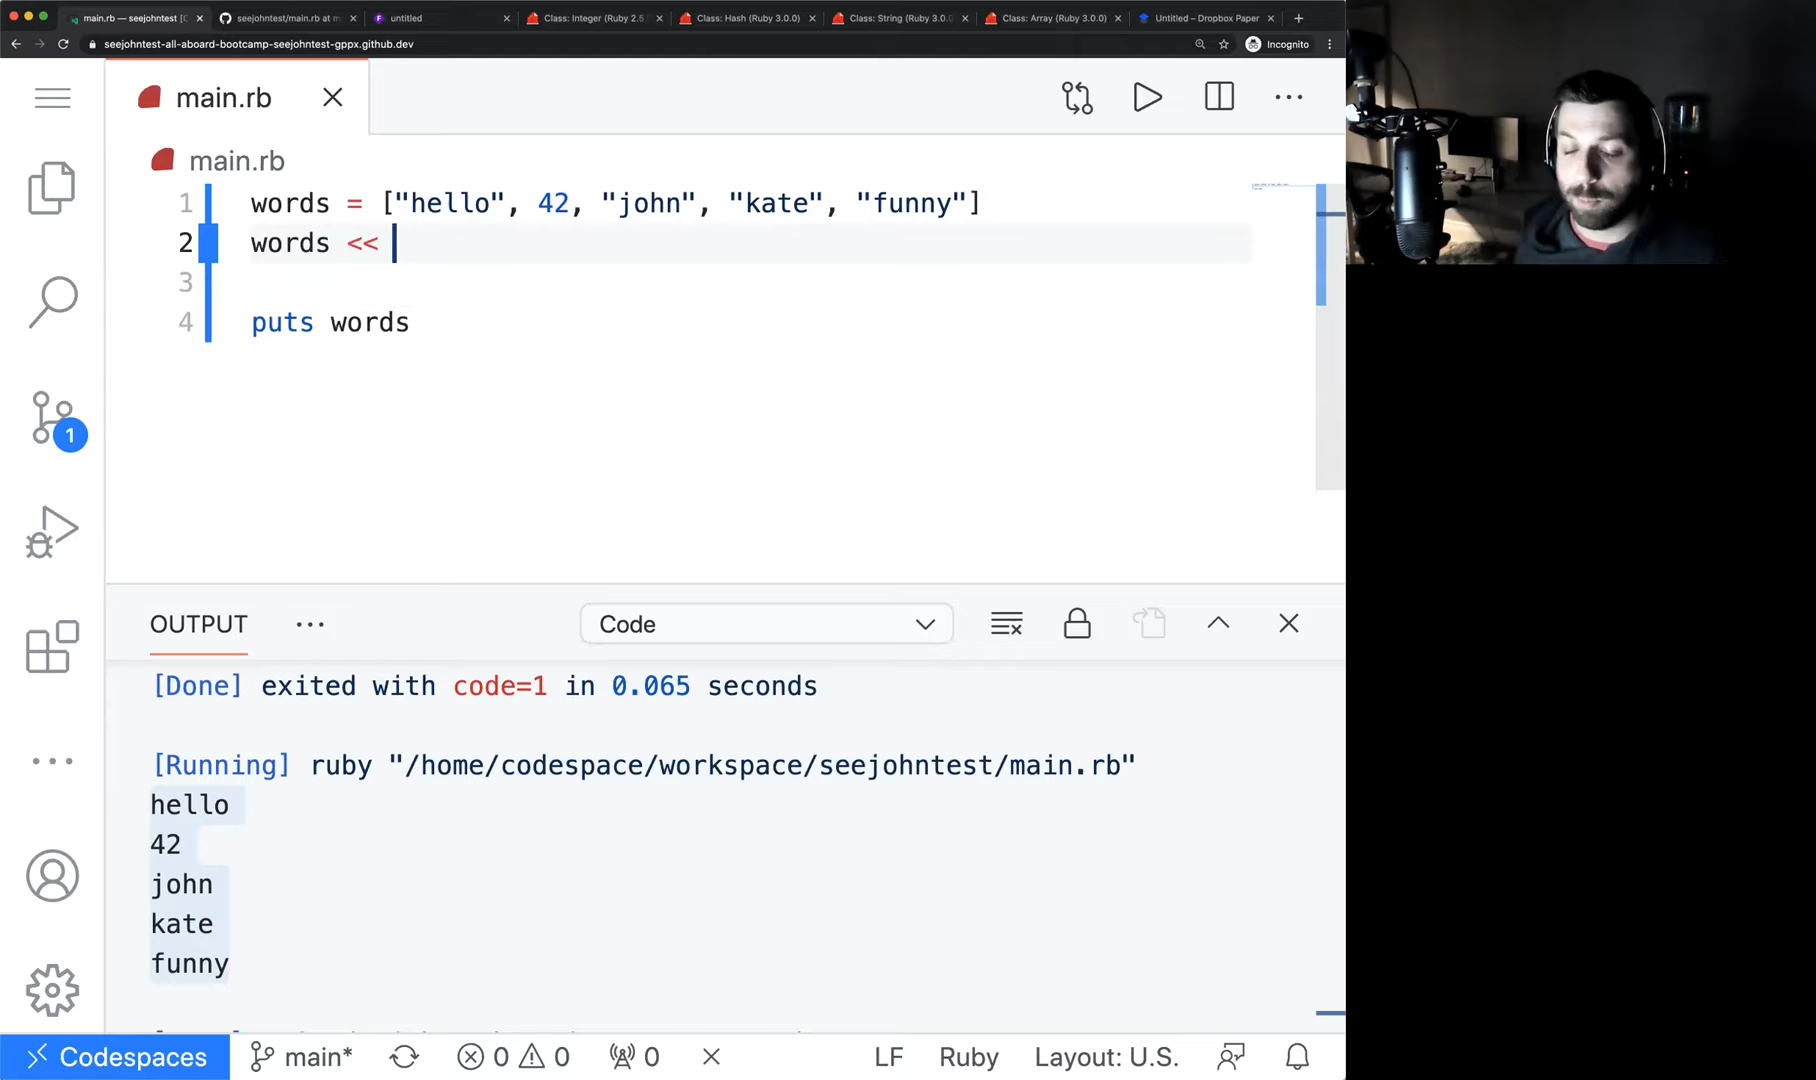 main.rb — seejohntest [C
seejohntest/main.rb at m
untitled
Class: Integer (Ruby 2.6.
Class: Hash (Ruby 3.0.0)
Class: String (Ruby 3.0.0)
Class: Array (Ruby 3.0.0)
Untitled – Dropbox Paper
seejohntest-all-aboard-bootcamp-seejohntest-gppx.github.dev
Incognito
main.rb
main.rb
1 words = ["hello", 42, "john", "kate", "funny"]
2 words <<
3
4 puts words
1
OUTPUT
Code
[Done] exited with code=1 in 0.065 seconds
[Running] ruby "/home/codespace/workspace/seejohntest/main.rb"
hello
42
john
kate
funny
Codespaces main* 0 0 0 LF Ruby Layout: U.S.